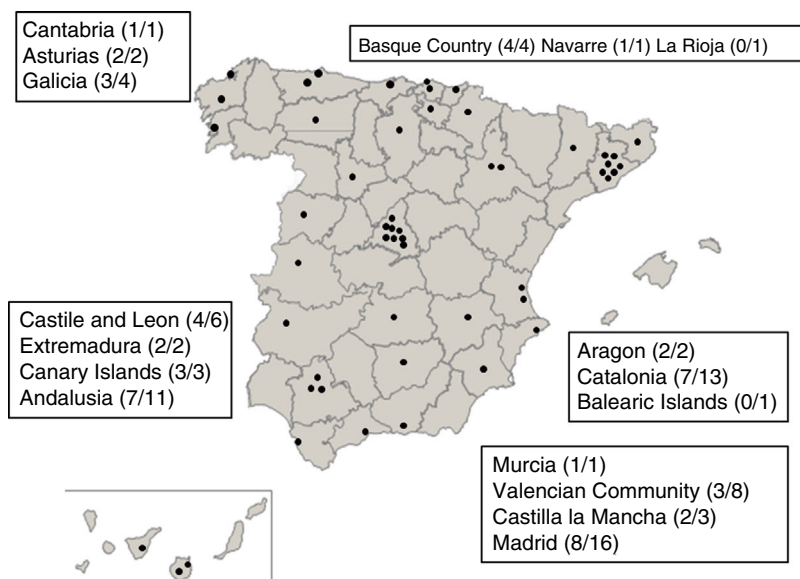 Cantabria (1/1)
Asturias (2/2)
Galicia (3/4)
Basque Country (4/4) Navarre (1/1) La Rioja (0/1)
Castile and Leon (4/6)
Extremadura (2/2)
Canary Islands (3/3)
Andalusia (7/11)
Aragon (2/2)
Catalonia (7/13)
Balearic Islands (0/1)
Murcia (1/1)
Valencian Community (3/8)
Castilla la Mancha (2/3)
Madrid (8/16)